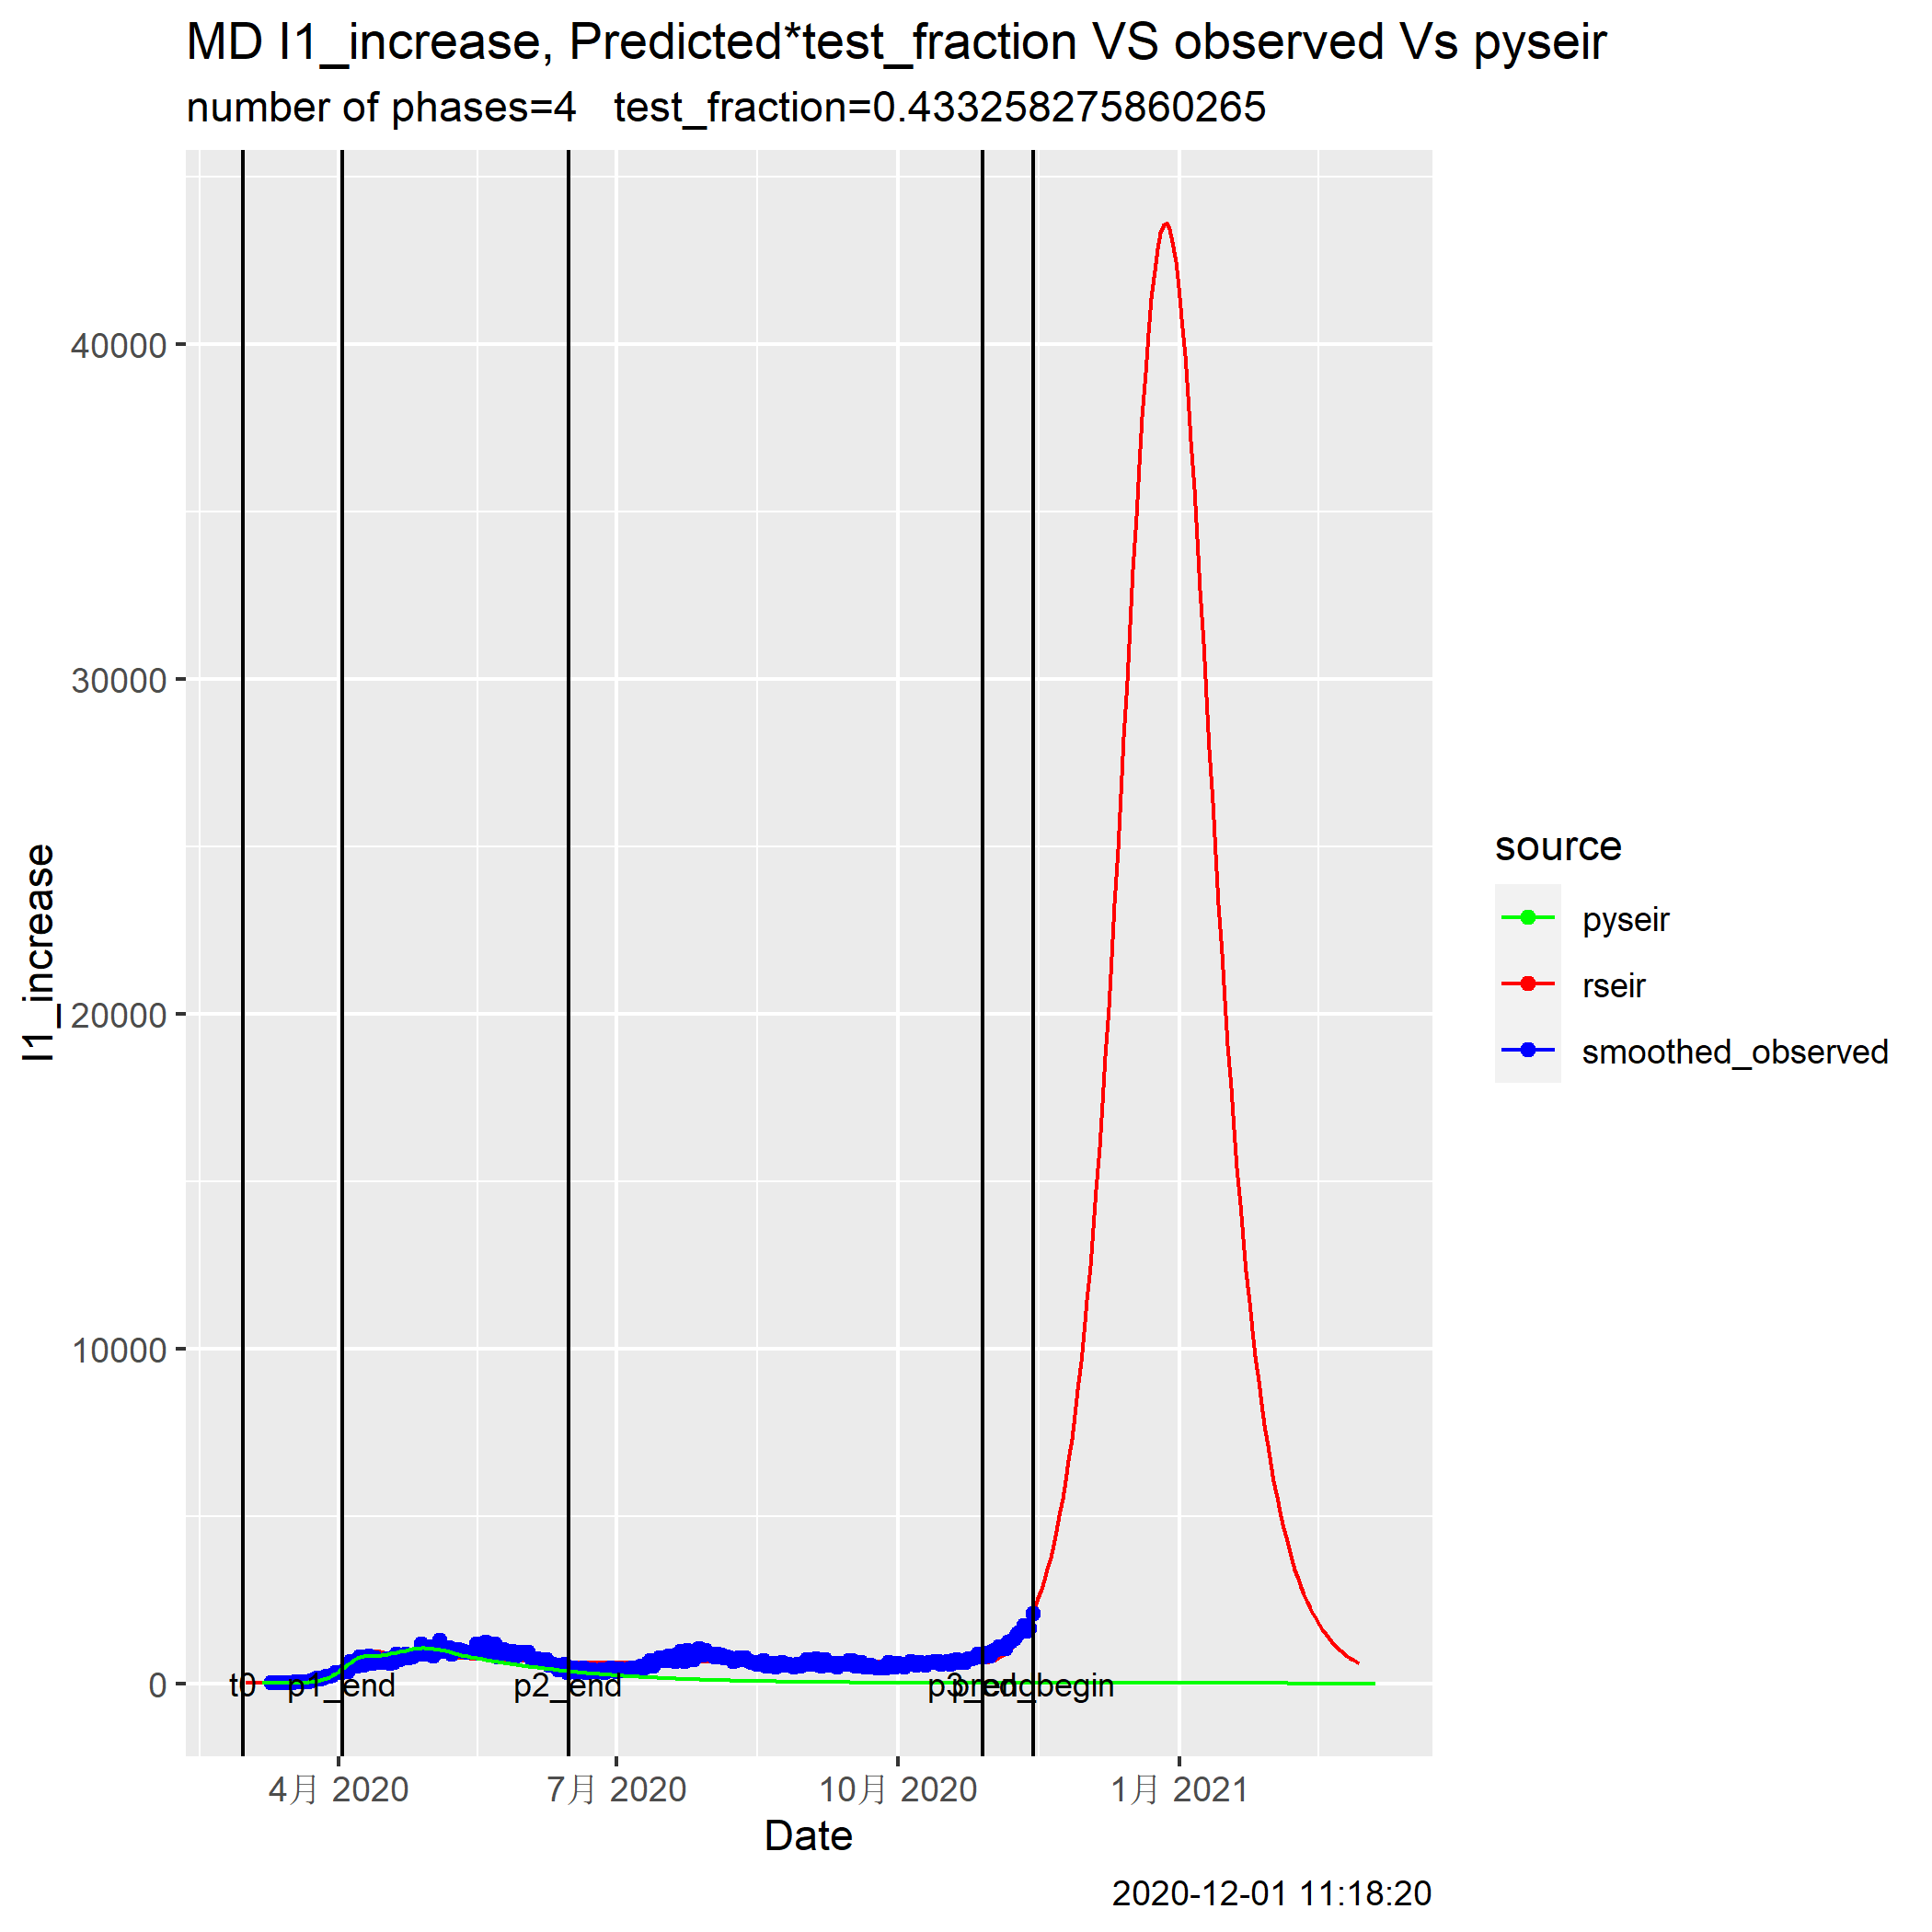 MD I1_increase, Predicted*test_fraction VS observed Vs pyseir
number of phases=4   test_fraction=0.433258275860265
I1_increase
40000
30000
20000
10000
0
t0
p1_end
p2_end
p3_end
pred_begin
4月 2020
7月 2020
10月 2020
1月 2021
Date
source
pyseir
rseir
smoothed_observed
2020-12-01 11:18:20